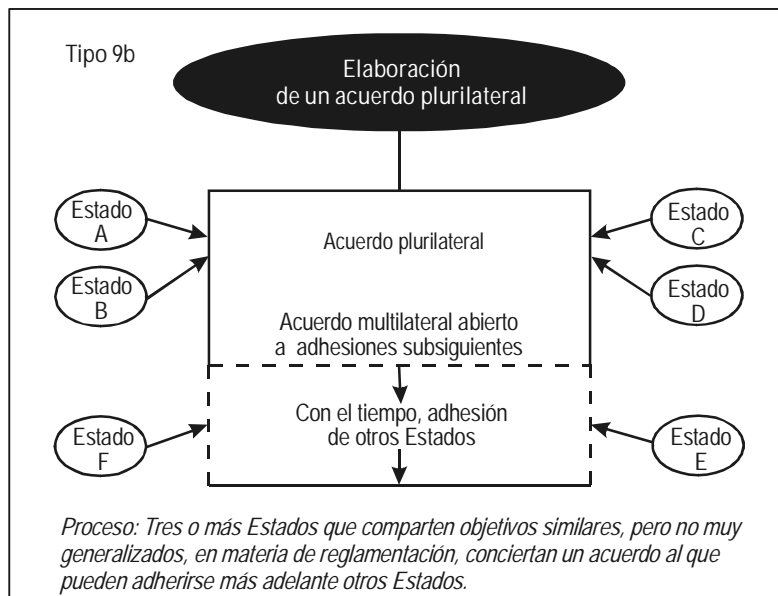 Tipo 9b
Elaboración
de un acuerdo plurilateral
Estado
A
Estado
B
Acuerdo plurilateral
Estado
C
Estado
D
Acuerdo multilateral abierto
a adhesiones subsiguientes
Estado
F
Con el tiempo, adhesión
de otros Estados
Estado
E
Proceso: Tres o más Estados que comparten objetivos similares, pero no muy
generalizados, en materia de reglamentación, conciertan un acuerdo al que
pueden adherirse más adelante otros Estados.